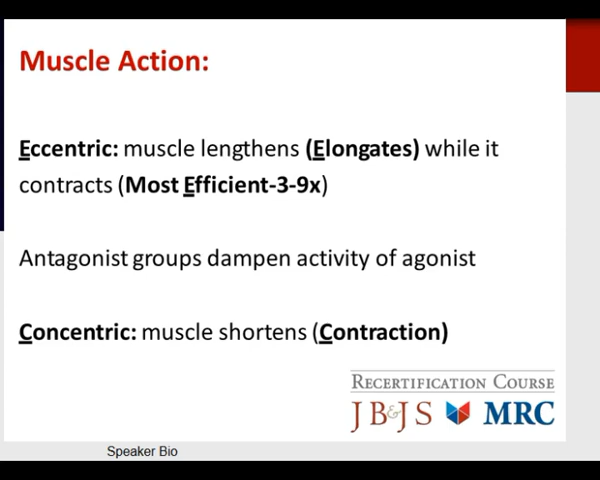 Muscle Action:
Eccentric: muscle lengthens (Elongates) while it
contracts (Most Efficient-3-9x)
Antagonist groups dampen activity of agonist
Concentric: muscle shortens (Contraction)
RECERTIFICATION COURSE
JB&JS MRC
Speaker Bio